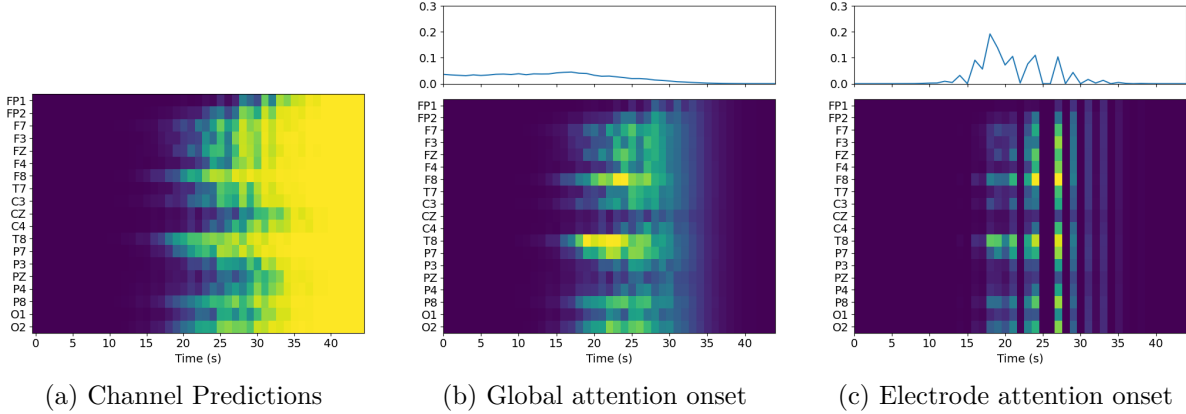 0.3
0.2
0.1
0.0
0.3
0.2
0.1
0.0
FP1
FP2
F7
F3
FZ
F4
F8
T7
C3
CZ
C4
T8
P7
P3
PZ
P4
P8
O1
O2
0 5 10 15 20 25 30 35 40
Time (s)
FP1
FP2
F7
F3
FZ
F4
F8
T7
C3
CZ
C4
T8
P7
P3
PZ
P4
P8
O1
O2
0 5 10 15 20 25 30 35 40
Time (s)
FP1
FP2
F7
F3
FZ
F4
F8
T7
C3
CZ
C4
T8
P7
P3
PZ
P4
P8
O1
O2
0 5 10 15 20 25 30 35 40
Time (s)
(a) Channel Predictions
(b) Global attention onset
(c) Electrode attention onset